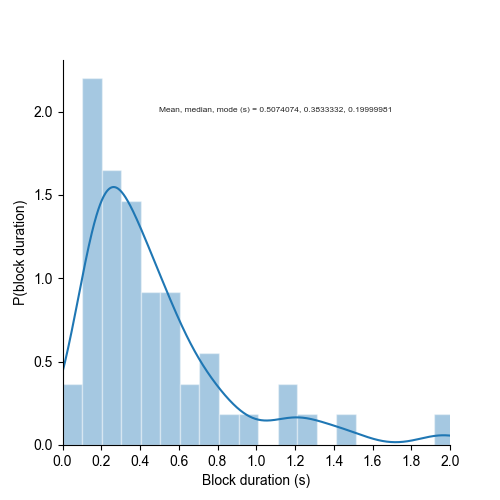 Mean, median, mode (s) = 0.5074074, 0.3833332, 0.19999981
2.0
1.5
1.0
0.5
0.0
P(block duration)
0.0 0.2 0.4 0.6 0.8 1.0 1.2 1.4 1.6 1.8 2.0
Block duration (s)